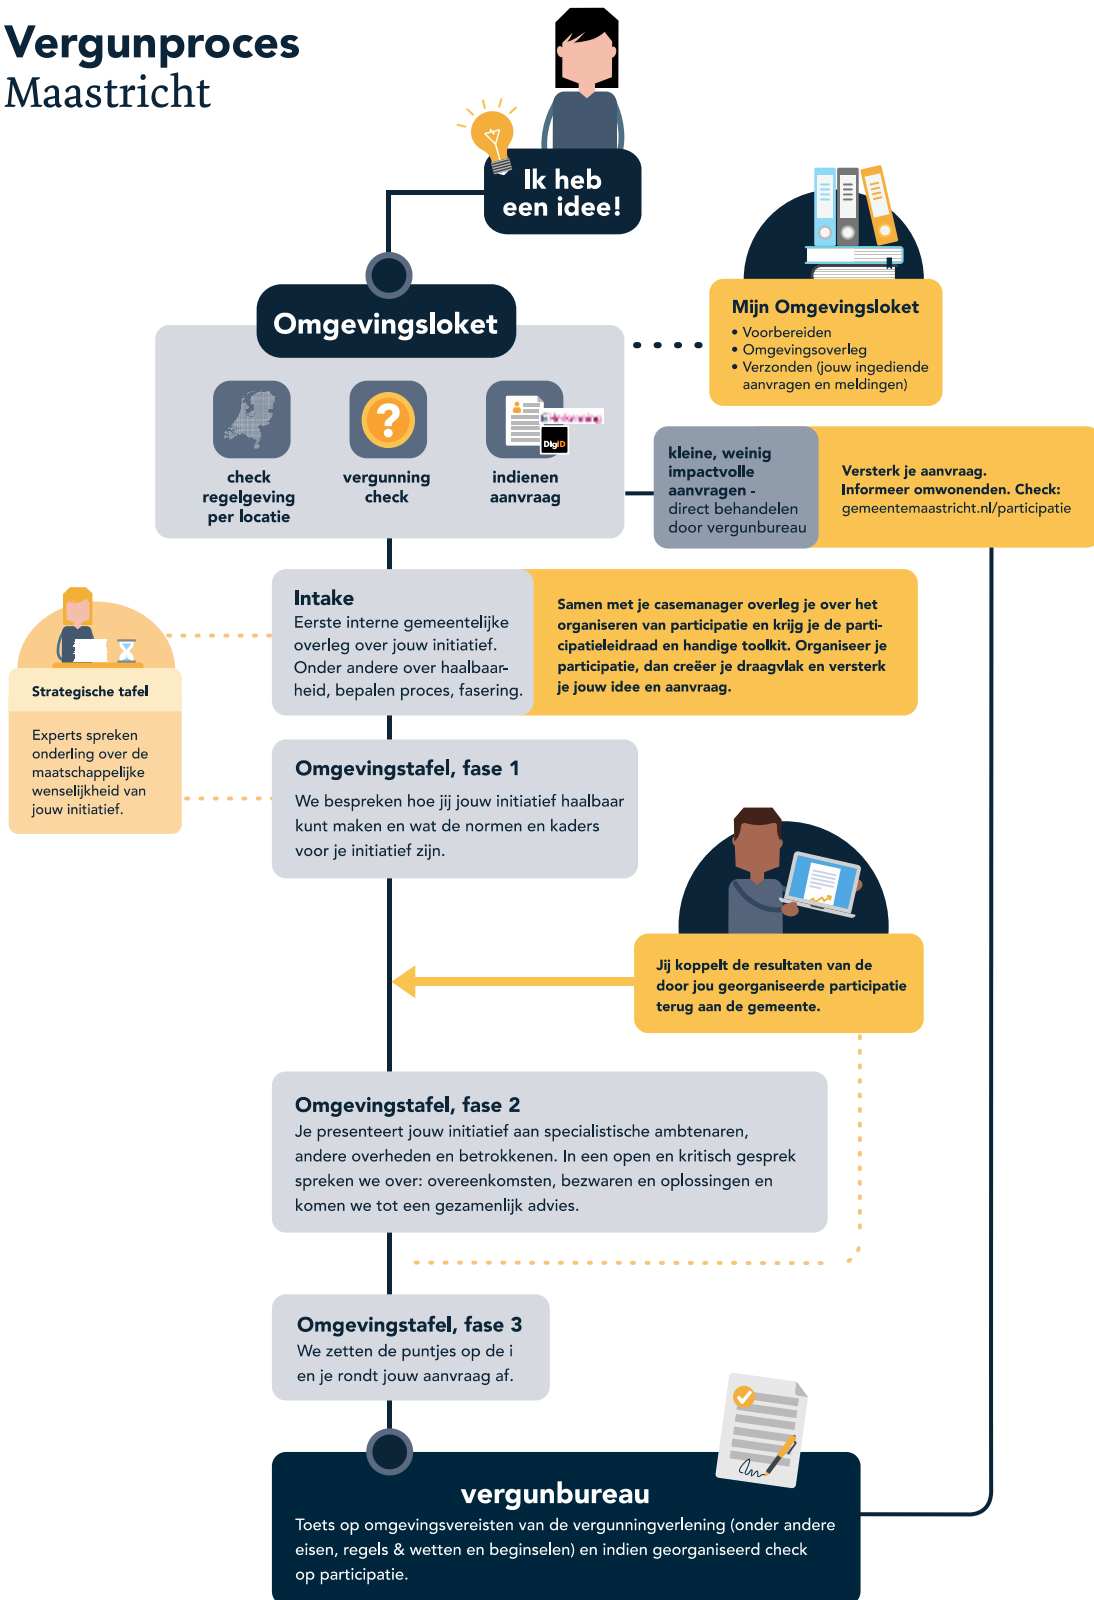 Vergunproces
Maastricht
Ik heb
een idee!
Omgevingsloket
Mijn Omgevingsloket
• Voorbereiden
• Omgevingsoverleg
• Verzonden (jouw ingediende
aanvragen en meldingen)
check
regelgeving
per locatie
?
vergunning
check
DigiD
indienen
aanvraag
kleine, weinig
impactvolle
aanvragen -
direct behandelen
door vergunbureau
Versterk je aanvraag.
Informeer omwonenden. Check:
gemeentemaastricht.nl/participatie
Intake
Eerste interne gemeentelijke
overleg over jouw initiatief.
Onder andere over haalbaar-
heid, bepalen proces, fasering.
Samen met je casemanager overleg je over het
organiseren van participatie en krijg je de parti-
cipatieleidraad en handige toolkit. Organiseer je
participatie, dan creëer je draagvlak en versterk
je jouw idee en aanvraag.
Strategische tafel
Experts spreken
onderling over de
maatschappelijke
wenselijkheid van
jouw initiatief.
Omgevingstafel, fase 1
We bespreken hoe jij jouw initiatief haalbaar
kunt maken en wat de normen en kaders
voor je initiatief zijn.
Jij koppelt de resultaten van de
door jou georganiseerde participatie
terug aan de gemeente.
Omgevingstafel, fase 2
Je presenteert jouw initiatief aan specialistische ambtenaren,
andere overheden en betrokkenen. In een open en kritisch gesprek
spreken we over: overeenkomsten, bezwaren en oplossingen en
komen we tot een gezamenlijk advies.
Omgevingstafel, fase 3
We zetten de puntjes op de i
en je rondt jouw aanvraag af.
vergunbureau
Toets op omgevingsvereisten van de vergunningverlening (onder andere
eisen, regels & wetten en beginselen) en indien georganiseerd check
op participatie.